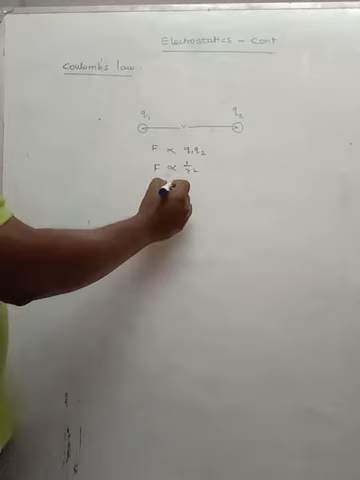 Electrostatics - Cont
Coulomb's law.
q₁ q₂
r
F ∝ q₁q₂
F ∝ 1/r²